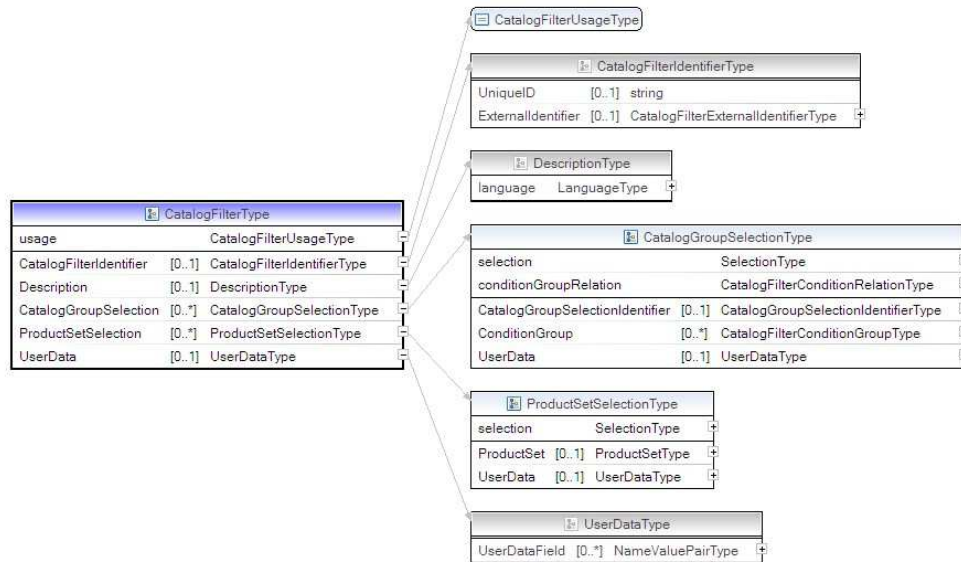 CatalogFilterUsageType
CatalogFilterIdentifierType
UniqueID [0..1] string
ExternalIdentifier [0..1] CatalogFilterExternalIdentifierType
DescriptionType
language LanguageType
CatalogFilterType
usage CatalogFilterUsageType
CatalogFilterIdentifier [0..1] CatalogFilterIdentifierType
Description [0..1] DescriptionType
CatalogGroupSelection [0..*] CatalogGroupSelectionType
ProductSetSelection [0..*] ProductSetSelectionType
UserData [0..1] UserDataType
CatalogGroupSelectionType
selection SelectionType
conditionGroupRelation CatalogFilterConditionRelationType
CatalogGroupSelectionIdentifier [0..1] CatalogGroupSelectionIdentifierType
ConditionGroup [0..*] CatalogFilterConditionGroupType
UserData [0..1] UserDataType
ProductSetSelectionType
selection SelectionType
ProductSet [0..1] ProductSetType
UserData [0..1] UserDataType
UserDataType
UserDataField [0..*] NameValuePairType